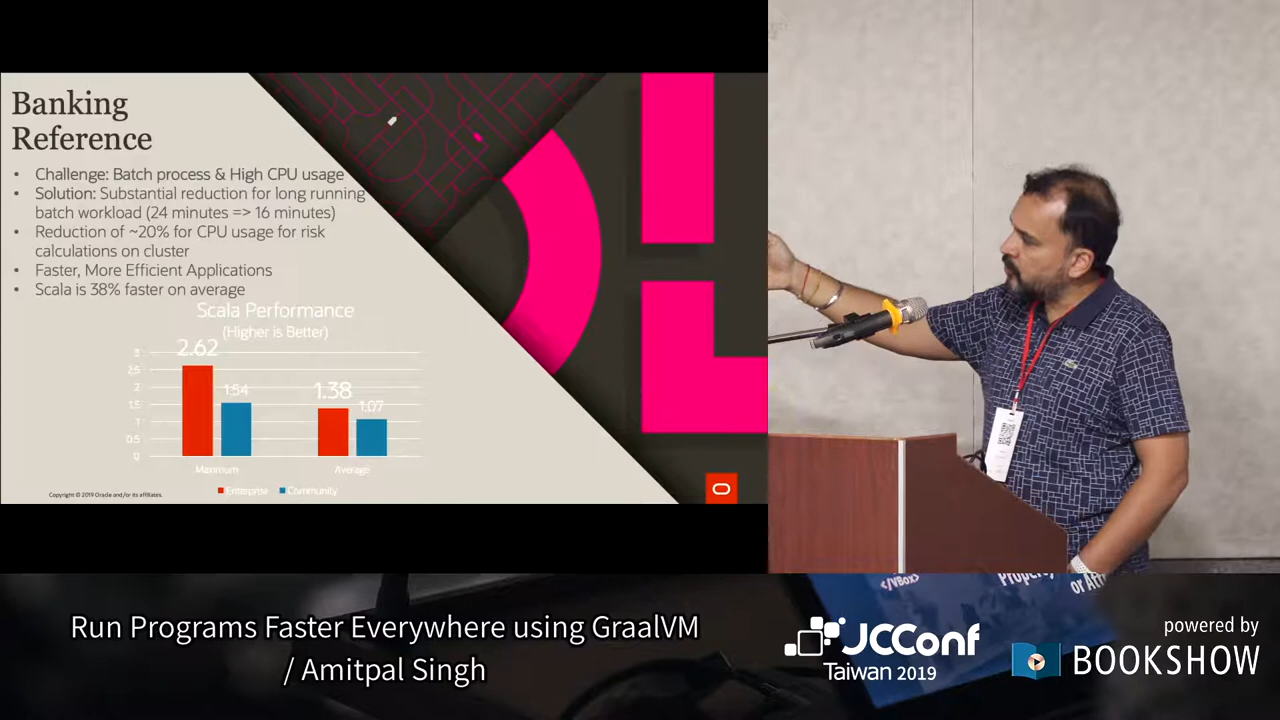 Banking
Reference
• Challenge: Batch process & High CPU usage
• Solution: Substantial reduction for long running
batch workload (24 minutes => 16 minutes)
• Reduction of ~20% for CPU usage for risk
calculations on cluster
• Faster, More Efficient Applications
• Scala is 38% faster on average
Scala Performance
(Higher is Better)
3
2.5
2
1.5
1
0.5
0
2.62
1.54
1.38
1.07
Maximum
Average
Enterprise
Community
Copyright © 2019 Oracle and/or its affiliates.
</VBox>
or
Run Programs Faster Everywhere using GraalVM
/ Amitpal Singh
JCConf
Taiwan 2019
powered by
BOOKSHOW